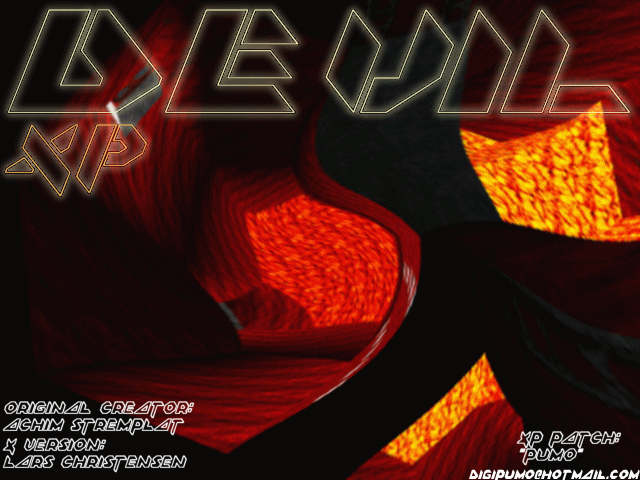 DEVIL
XP
ORIGINAL CREATOR:
ACHIM STREMPLAT
X VERSION:
LARS CHRISTENSEN
XP PATCH:
"PUMO"
DIGIPUMO@HOTMAIL.COM